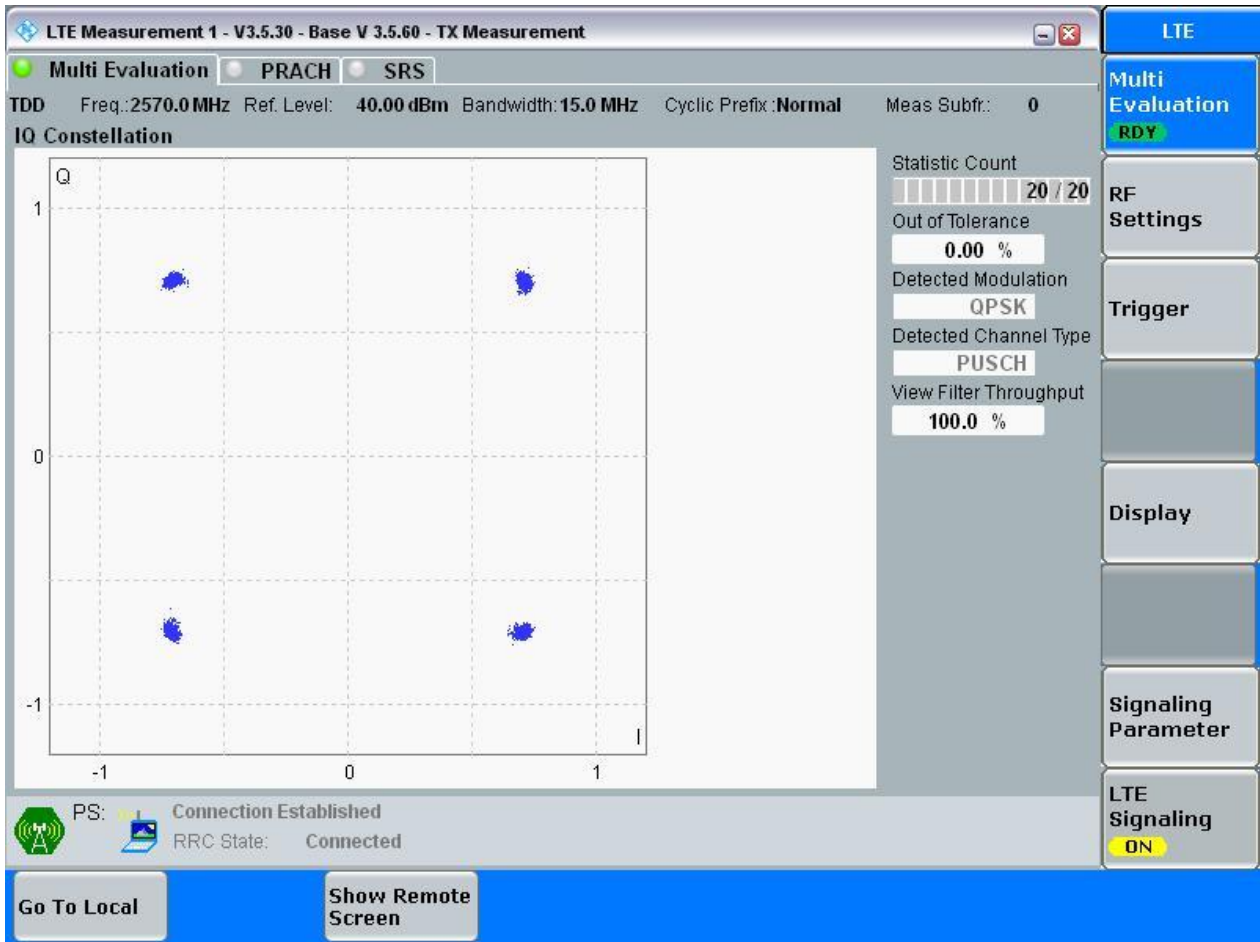 LTE Measurement 1 - V3.5.30 - Base V 3.5.60 - TX Measurement
LTE
Multi Evaluation PRACH SRS
TDD Freq.:2570.0 MHz Ref. Level: 40.00 dBm Bandwidth:15.0 MHz Cyclic Prefix :Normal Meas Subfr.: 0
IQ Constellation
Q
1
0
-1
-1 0 1
I
Statistic Count
20 / 20
Out of Tolerance
0.00 %
Detected Modulation
QPSK
Detected Channel Type
PUSCH
View Filter Throughput
100.0 %
Multi
Evaluation
RDY
RF
Settings
Trigger
Display
Signaling
Parameter
LTE
Signaling
ON
PS: Connection Established
RRC State: Connected
Go To Local
Show Remote
Screen